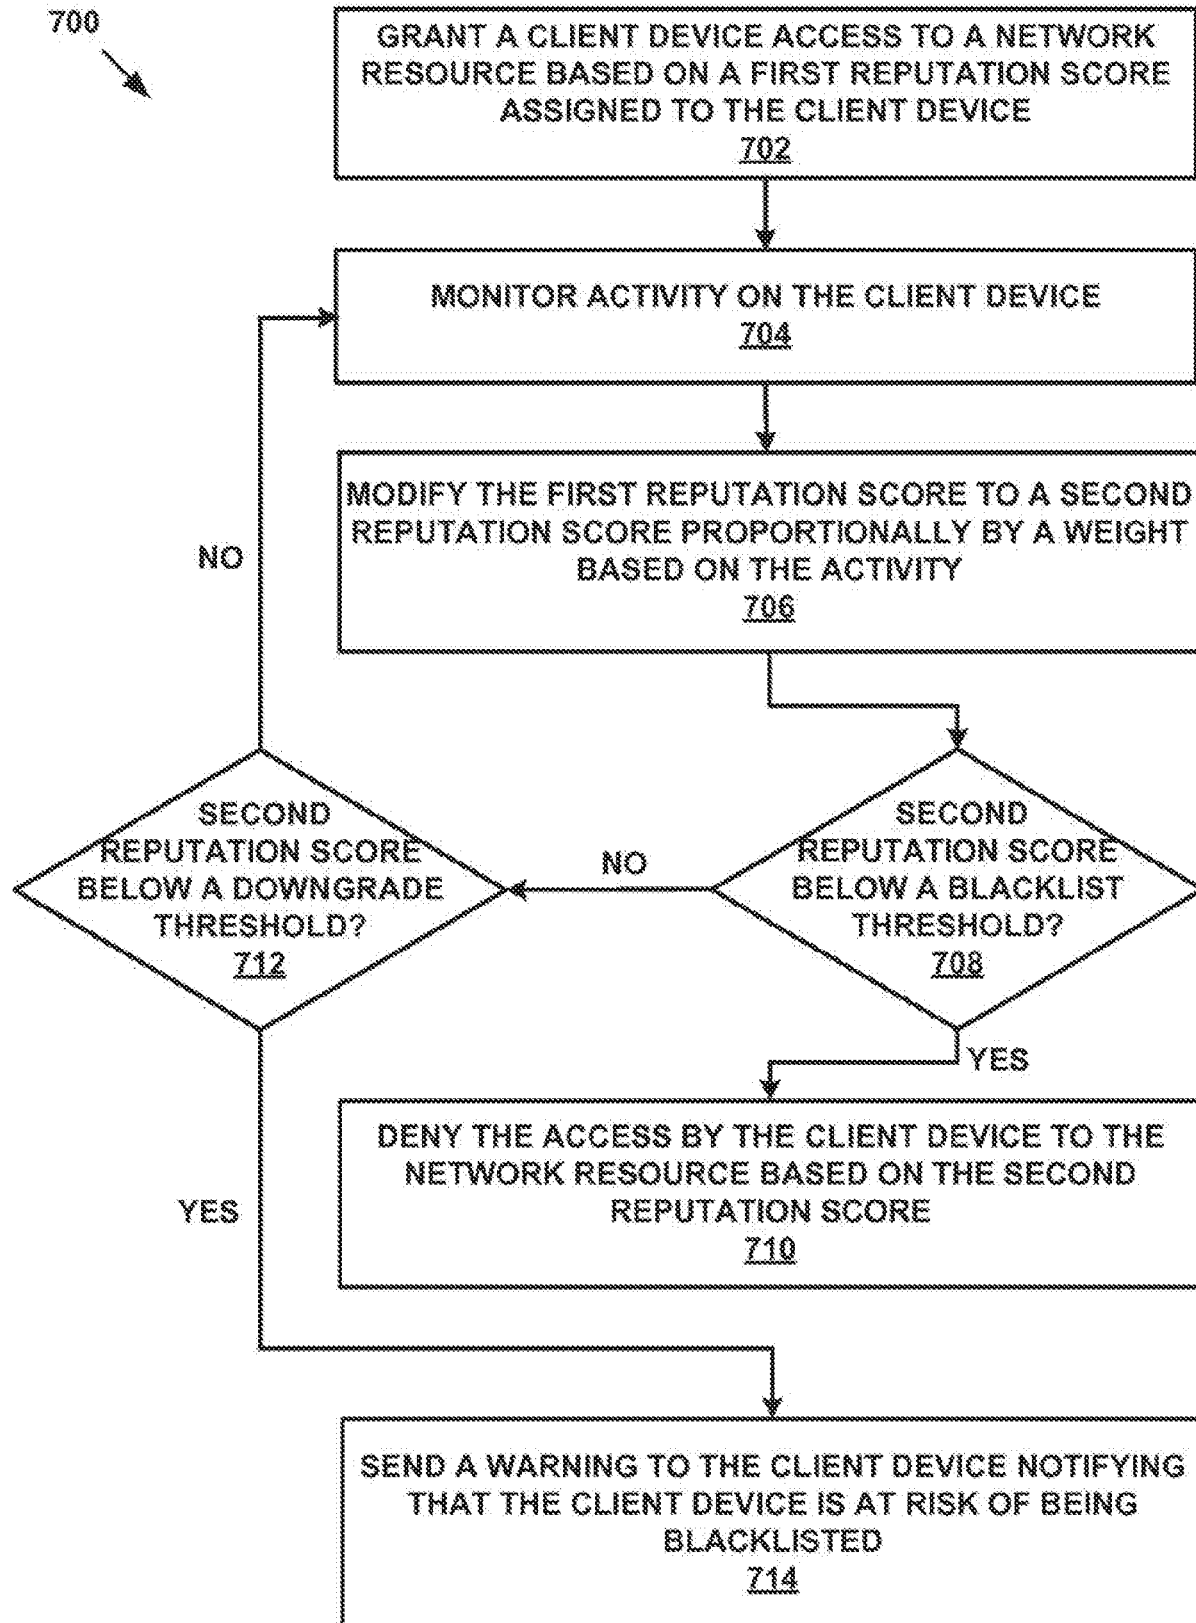 700
GRANT A CLIENT DEVICE ACCESS TO A NETWORK
RESOURCE BASED ON A FIRST REPUTATION SCORE
ASSIGNED TO THE CLIENT DEVICE
702
MONITOR ACTIVITY ON THE CLIENT DEVICE
704
MODIFY THE FIRST REPUTATION SCORE TO A SECOND
REPUTATION SCORE PROPORTIONALLY BY A WEIGHT
BASED ON THE ACTIVITY
706
NO
SECOND
REPUTATION SCORE
BELOW A DOWNGRADE
THRESHOLD?
712
NO
SECOND
REPUTATION SCORE
BELOW A BLACKLIST
THRESHOLD?
708
YES
DENY THE ACCESS BY THE CLIENT DEVICE TO THE
NETWORK RESOURCE BASED ON THE SECOND
REPUTATION SCORE
710
YES
SEND A WARNING TO THE CLIENT DEVICE NOTIFYING
THAT THE CLIENT DEVICE IS AT RISK OF BEING
BLACKLISTED
714